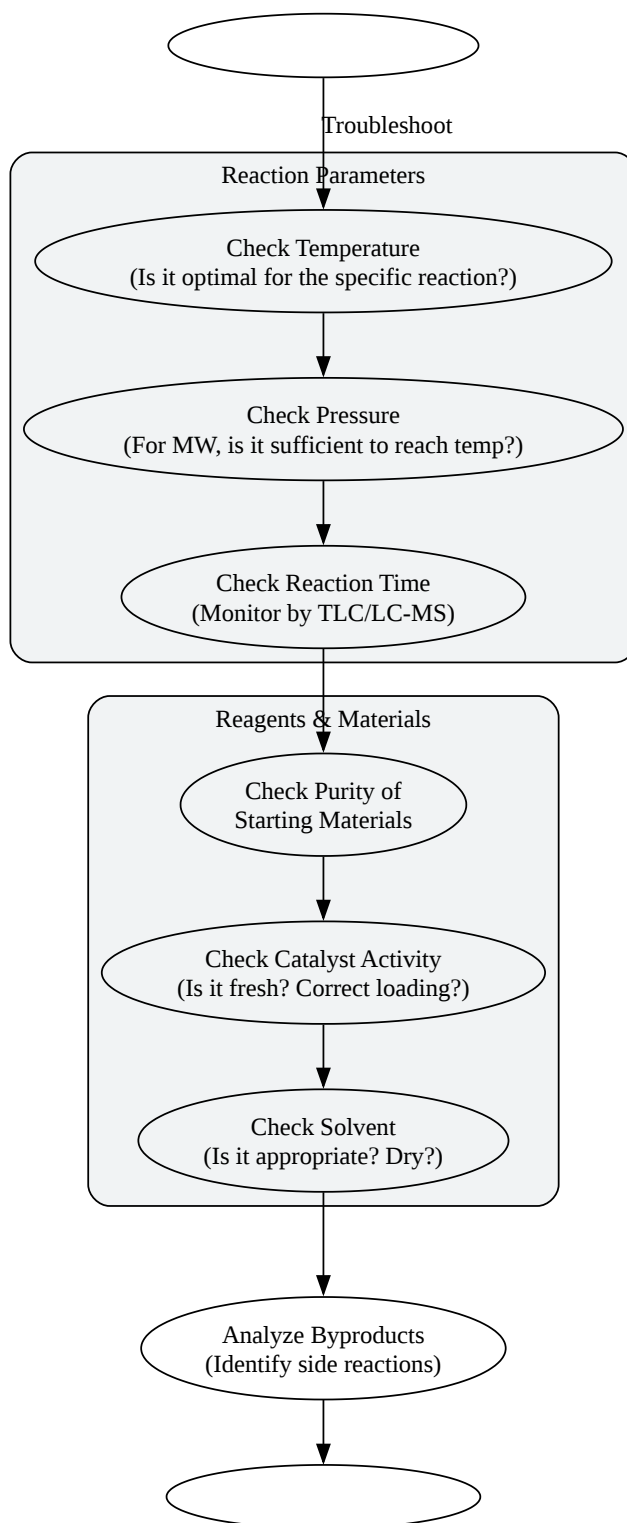 Troubleshoot
Reaction Parameters
Check Temperature
(Is it optimal for the specific reaction?)
Check Pressure
(For MW, is it sufficient to reach temp?)
Check Reaction Time
(Monitor by TLC/LC-MS)
Reagents & Materials
Check Purity of
Starting Materials
Check Catalyst Activity
(Is it fresh? Correct loading?)
Check Solvent
(Is it appropriate? Dry?)
Analyze Byproducts
(Identify side reactions)